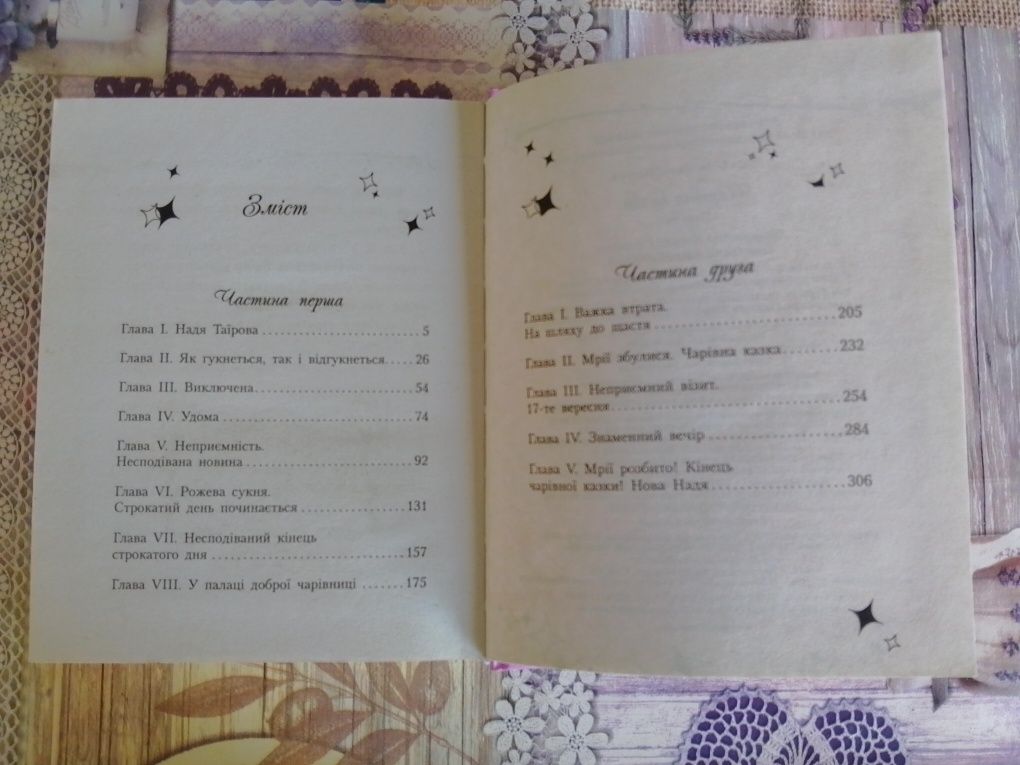 Зміст
Частина перша
Глава I. Надя Таїрова ........................ 5
Глава II. Як гукнеться, так і відгукнеться..... 26
Глава III. Виключена........................ 54
Глава IV. Удома ............................ 74
Глава V. Неприємність.
Несподівана новина ........................ 92
Глава VI. Рожева сукня.
Строкатий день починається ............... 131
Глава VII. Несподіваний кінець
строкатого дня ............................. 157
Глава VIII. У палаці доброї чарівниці ....... 175
Частина друга
Глава I. Важка втрата.
На шляху до щастя ........................ 205
Глава II. Мрії збулися. Чарівна казка........ 232
Глава III. Неприємний візит.
17-те вересня............................... 254
Глава IV. Знаменний вечір .................. 284
Глава V. Мрії розбито! Кінець
чарівної казки! Нова Надя .................. 306